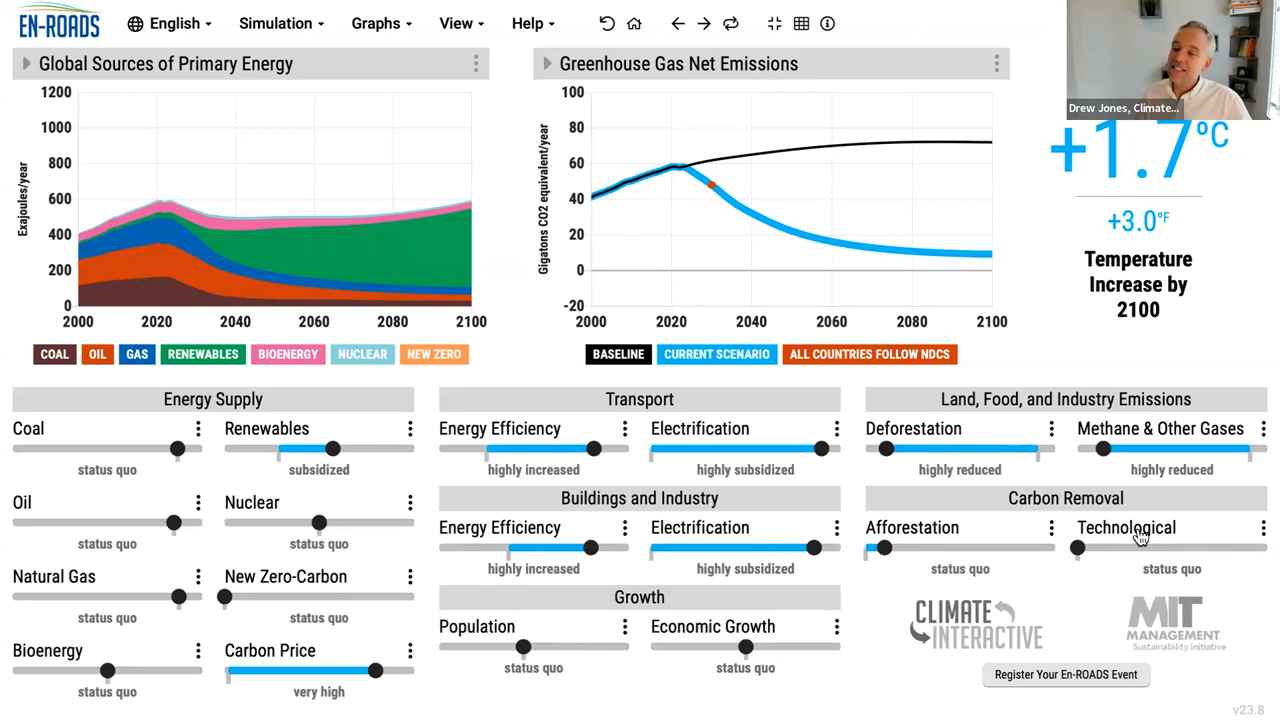 EN-ROADS
English
Simulation
Graphs
View
Help
Drew Jones, Climate...
Global Sources of Primary Energy
1200
1000
800
600
400
200
0
Exajoules/year
2000 2020 2040 2060 2080 2100
COAL OIL GAS RENEWABLES BIOENERGY NUCLEAR NEW ZERO
Greenhouse Gas Net Emissions
100
80
60
40
20
0
-20
Gigatons CO2 equivalent/year
2000 2020 2040 2060 2080 2100
BASELINE CURRENT SCENARIO ALL COUNTRIES FOLLOW NDCS
+1.7°C
+3.0°F
Temperature
Increase by
2100
Energy Supply
Coal
status quo
Renewables
subsidized
Oil
status quo
Nuclear
status quo
Natural Gas
status quo
New Zero-Carbon
status quo
Bioenergy
status quo
Carbon Price
very high
Transport
Energy Efficiency
highly increased
Electrification
highly subsidized
Buildings and Industry
Energy Efficiency
highly increased
Electrification
highly subsidized
Growth
Population
status quo
Economic Growth
status quo
Land, Food, and Industry Emissions
Deforestation
highly reduced
Methane & Other Gases
highly reduced
Carbon Removal
Afforestation
status quo
Technological
status quo
CLIMATE
INTERACTIVE
MIT
MANAGEMENT
Sustainability Initiative
Register Your En-ROADS Event
v23.8